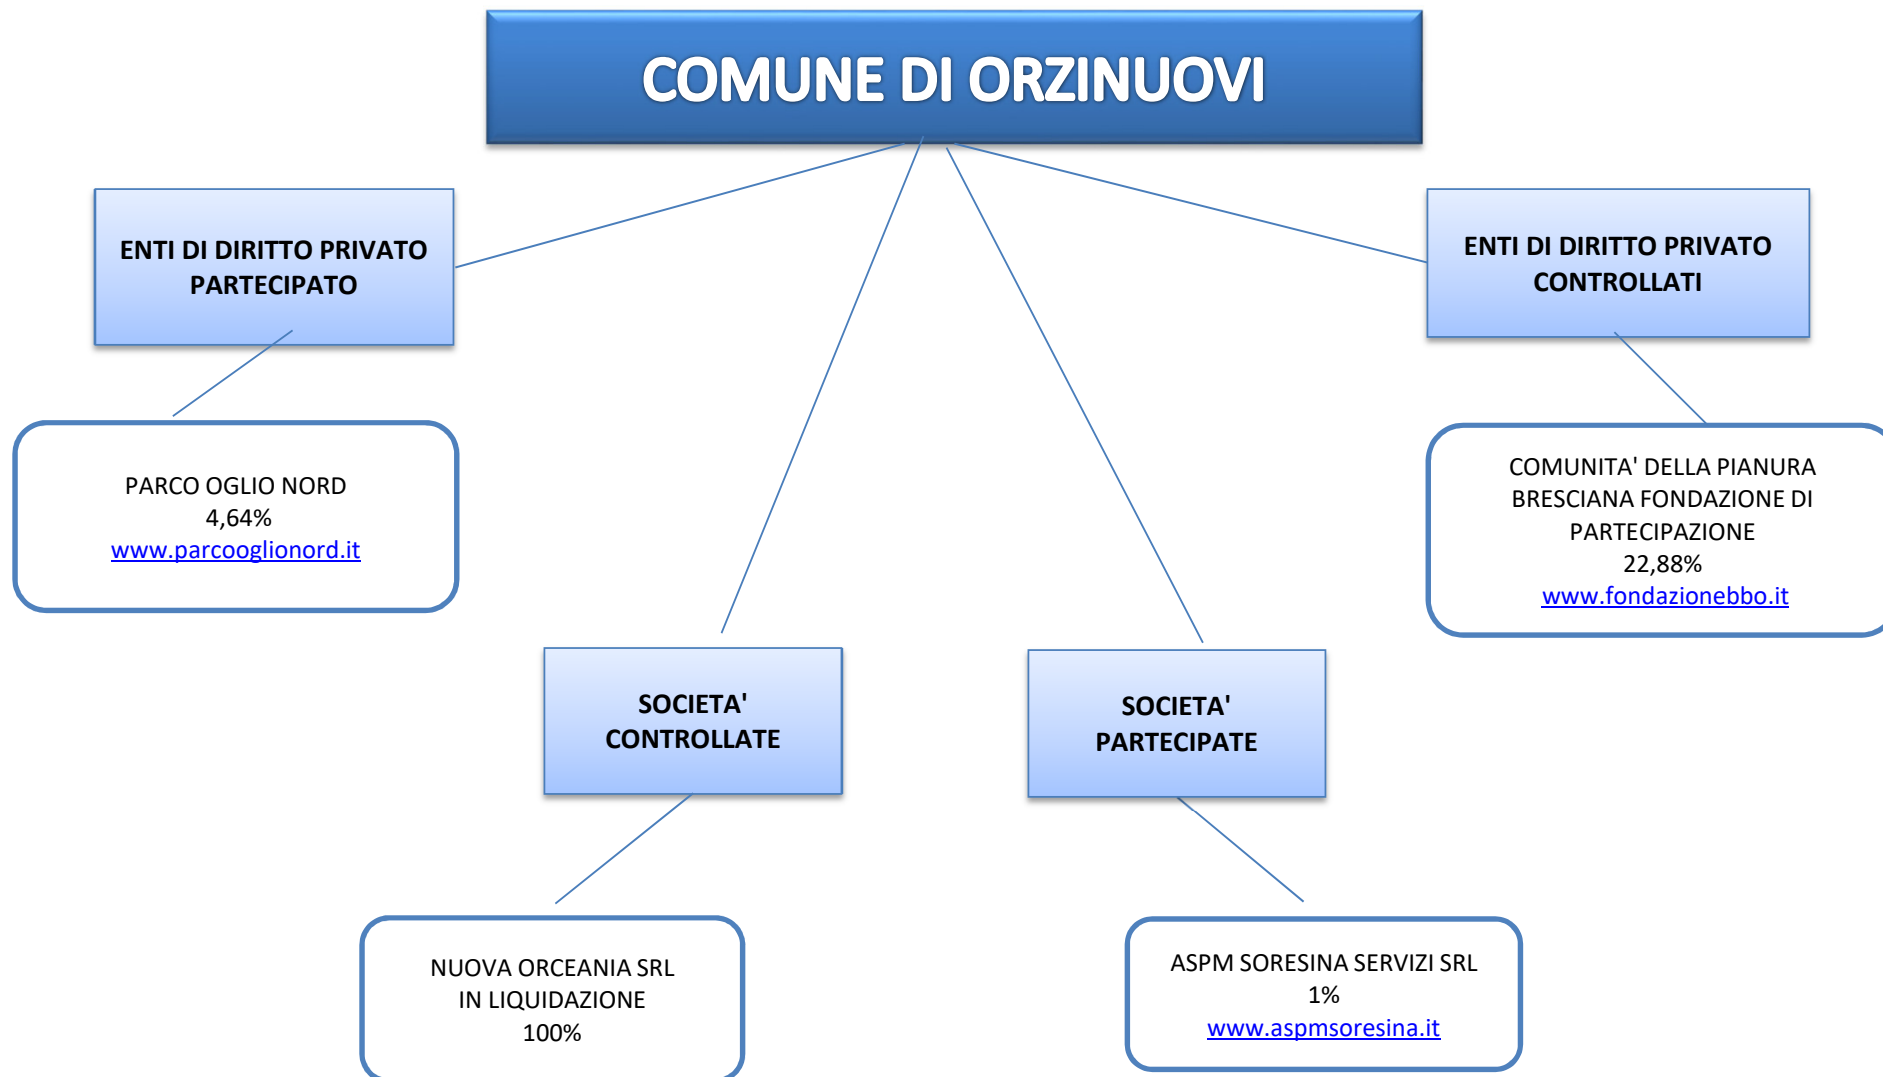 COMUNE DI ORZINUOVI
ENTI DI DIRITTO PRIVATO
PARTECIPATO
ENTI DI DIRITTO PRIVATO
CONTROLLATI
PARCO OGLIO NORD
4,64%
www.parcooglionord.it
COMUNITA' DELLA PIANURA
BRESCIANA FONDAZIONE DI
PARTECIPAZIONE
22,88%
www.fondazionebbo.it
SOCIETA'
CONTROLLATE
SOCIETA'
PARTECIPATE
NUOVA ORCEANIA SRL
IN LIQUIDAZIONE
100%
ASPM SORESINA SERVIZI SRL
1%
www.aspmsoresina.it